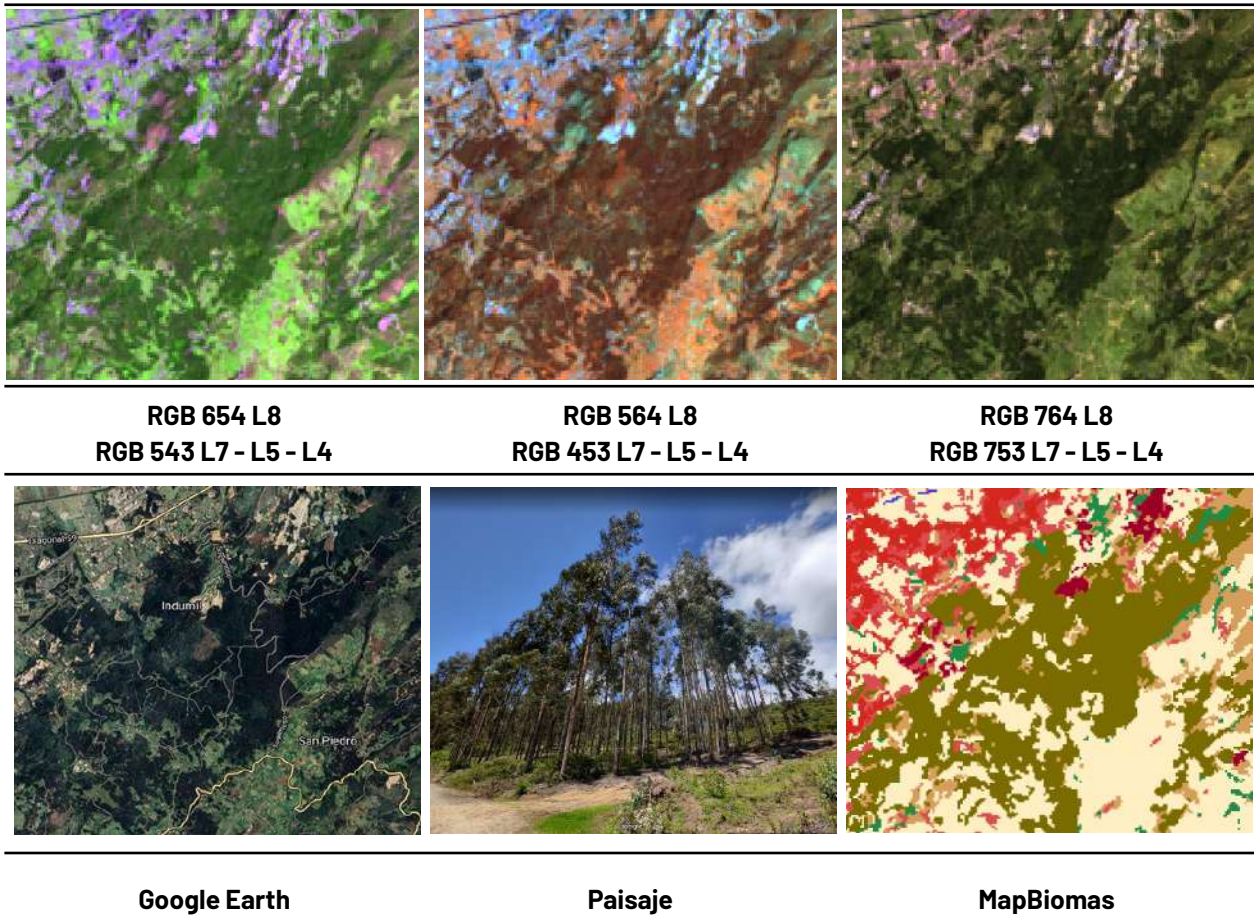 RGB 654 L8
RGB 543 L7 - L5 - L4
RGB 564 L8
RGB 453 L7 - L5 - L4
RGB 764 L8
RGB 753 L7 - L5 - L4
Indumil
San Piedro
Google Earth
Paisaje
MapBiomas